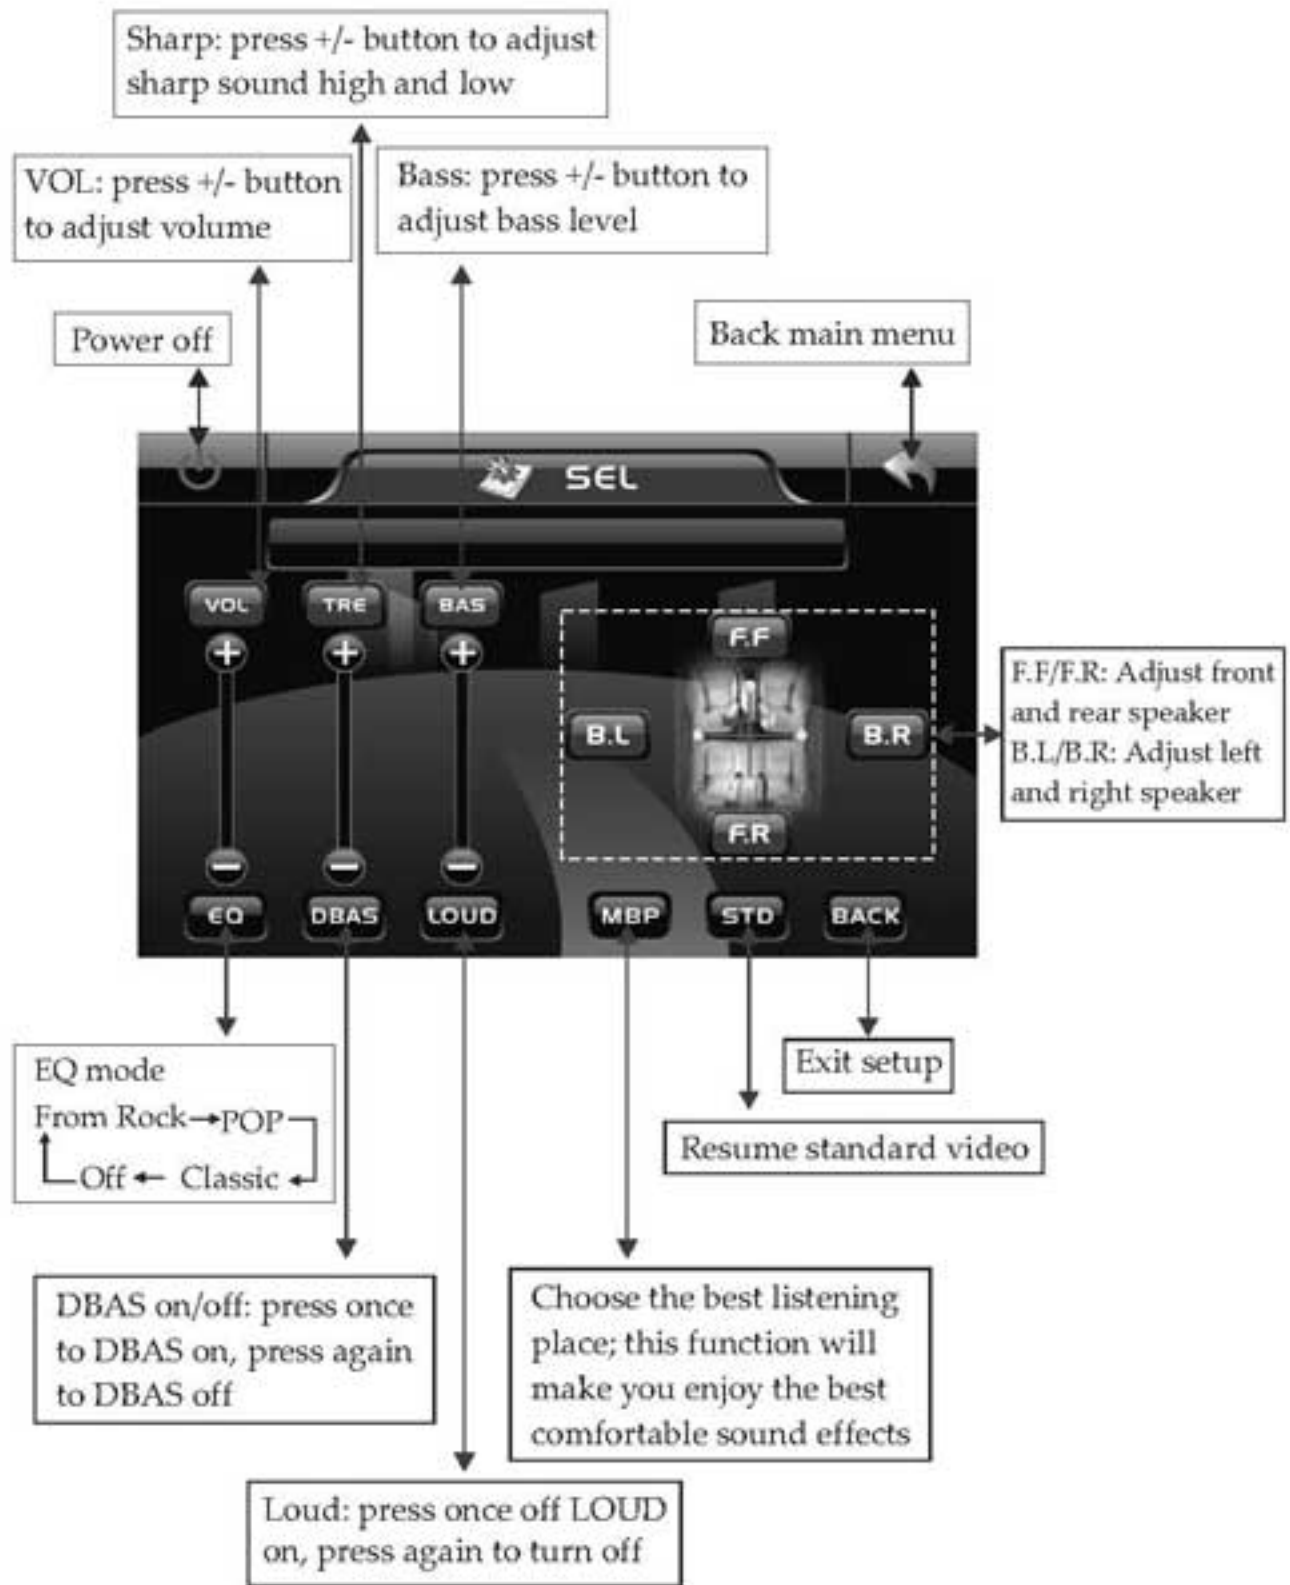 Sharp: press +/- button to adjust
sharp sound high and low
VOL: press +/- button
to adjust volume
Bass: press +/- button to
adjust bass level
Power off
Back main menu
SEL
VOL
TRE
BAS
F.F
B.L
B.R
F.R
F.F/F.R: Adjust front
and rear speaker
B.L/B.R: Adjust left
and right speaker
EQ
DBAS
LOUD
MBP
STD
BACK
Exit setup
EQ mode
From Rock→POP
Off ← Classic
Resume standard video
DBAS on/off: press once
to DBAS on, press again
to DBAS off
Choose the best listening
place; this function will
make you enjoy the best
comfortable sound effects
Loud: press once off LOUD
on, press again to turn off